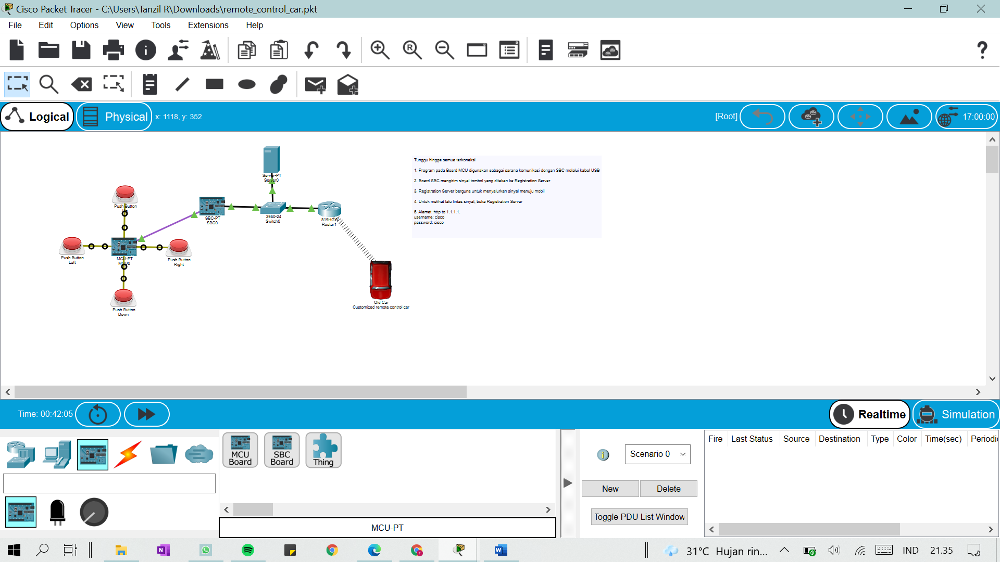 Cisco Packet Tracer - C:\Users\Tanzil R\Downloads\remote_control_car.pkt
File Edit Options View Tools Extensions Help
Logical Physical x: 1118, y: 352 [Root] 17:00:00
Server-PT
Server0
Tunggu hingga semua terkoneksi
1. Program pada Board MCU digunakan sebagai sarana komunikasi dengan SBC melalui kabel USB
2. Board SBC mengirim sinyal tombol yang ditekan ke Registration Server
3. Registration Server berguna untuk menyalurkan sinyal menuju mobil
4. Untuk melihat lalu lintas sinyal, buka Registration Server
5. Alamat :http to 1.1.1.1.
username: cisco
password: cisco
Push Button
SBC-PT
SBC0
2950-24
Switch0
819HGW
Router1
Push Button
Left
MCU-PT
MCU0
Push Button
Right
Push Button
Down
Old Car
Customized remote control car
Time: 00:42:05 Realtime Simulation
MCU Board
SBC Board
Thing
MCU-PT
Scenario 0
New Delete
Toggle PDU List Window
Fire Last Status Source Destination Type Color Time(sec) Periodi
31°C Hujan rin... IND 21.35